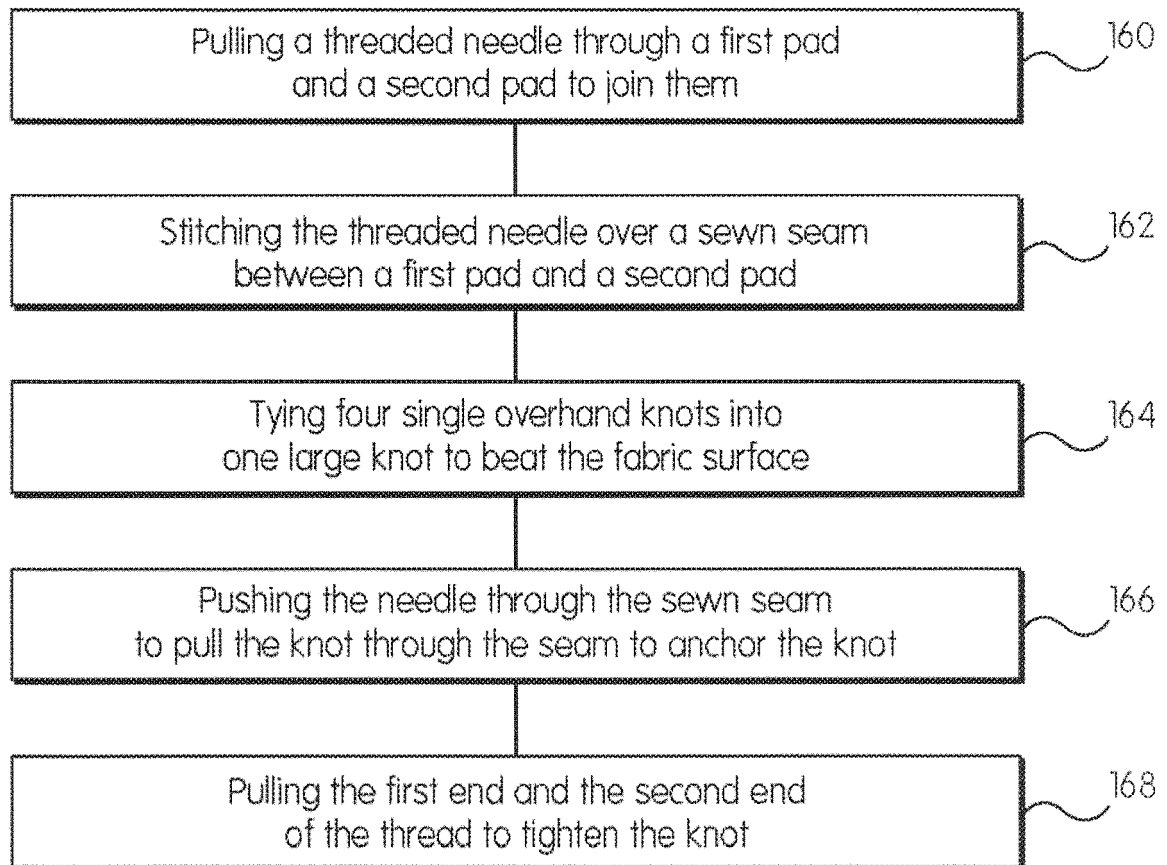 Pulling a threaded needle through a first pad
and a second pad to join them
160
Stitching the threaded needle over a sewn seam
between a first pad and a second pad
162
Tying four single overhand knots into
one large knot to beat the fabric surface
164
Pushing the needle through the sewn seam
to pull the knot through the seam to anchor the knot
166
Pulling the first end and the second end
of the thread to tighten the knot
168